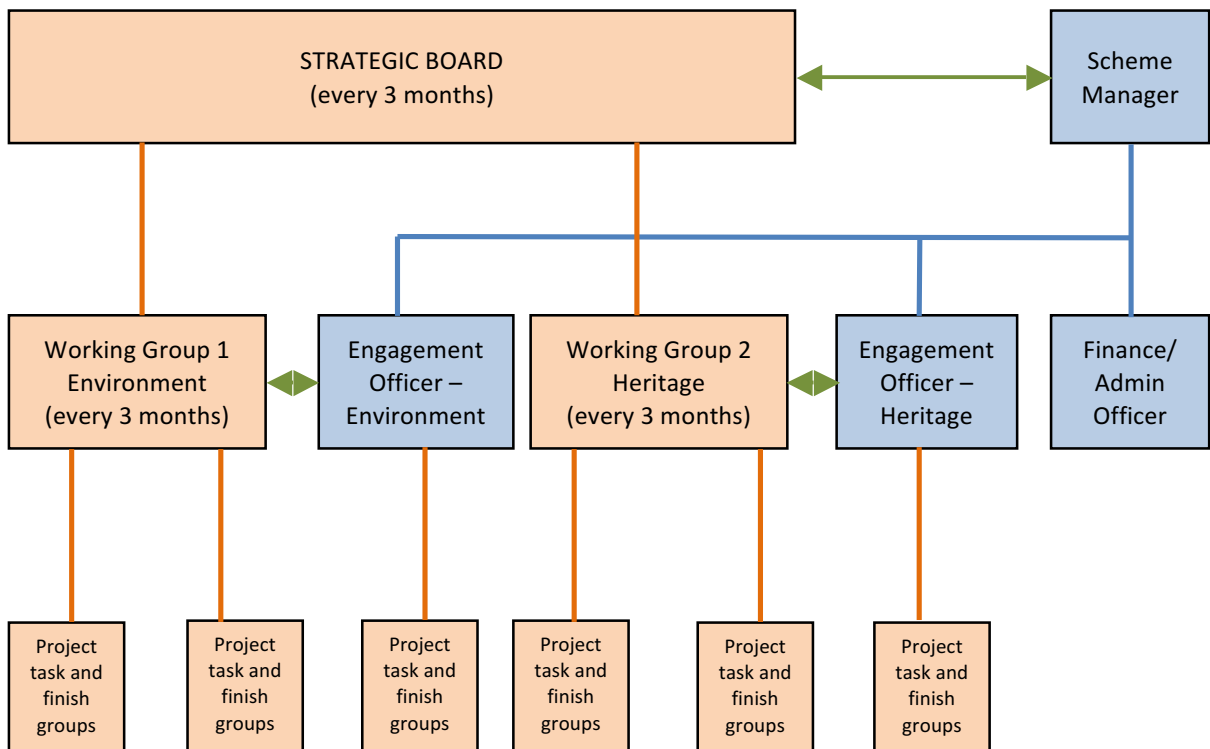 STRATEGIC BOARD
(every 3 months)
Scheme
Manager
Working Group 1
Environment
(every 3 months)
Engagement
Officer –
Environment
Working Group 2
Heritage
(every 3 months)
Engagement
Officer –
Heritage
Finance/
Admin
Officer
Project
task and
finish
groups
Project
task and
finish
groups
Project
task and
finish
groups
Project
task and
finish
groups
Project
task and
finish
groups
Project
task and
finish
groups